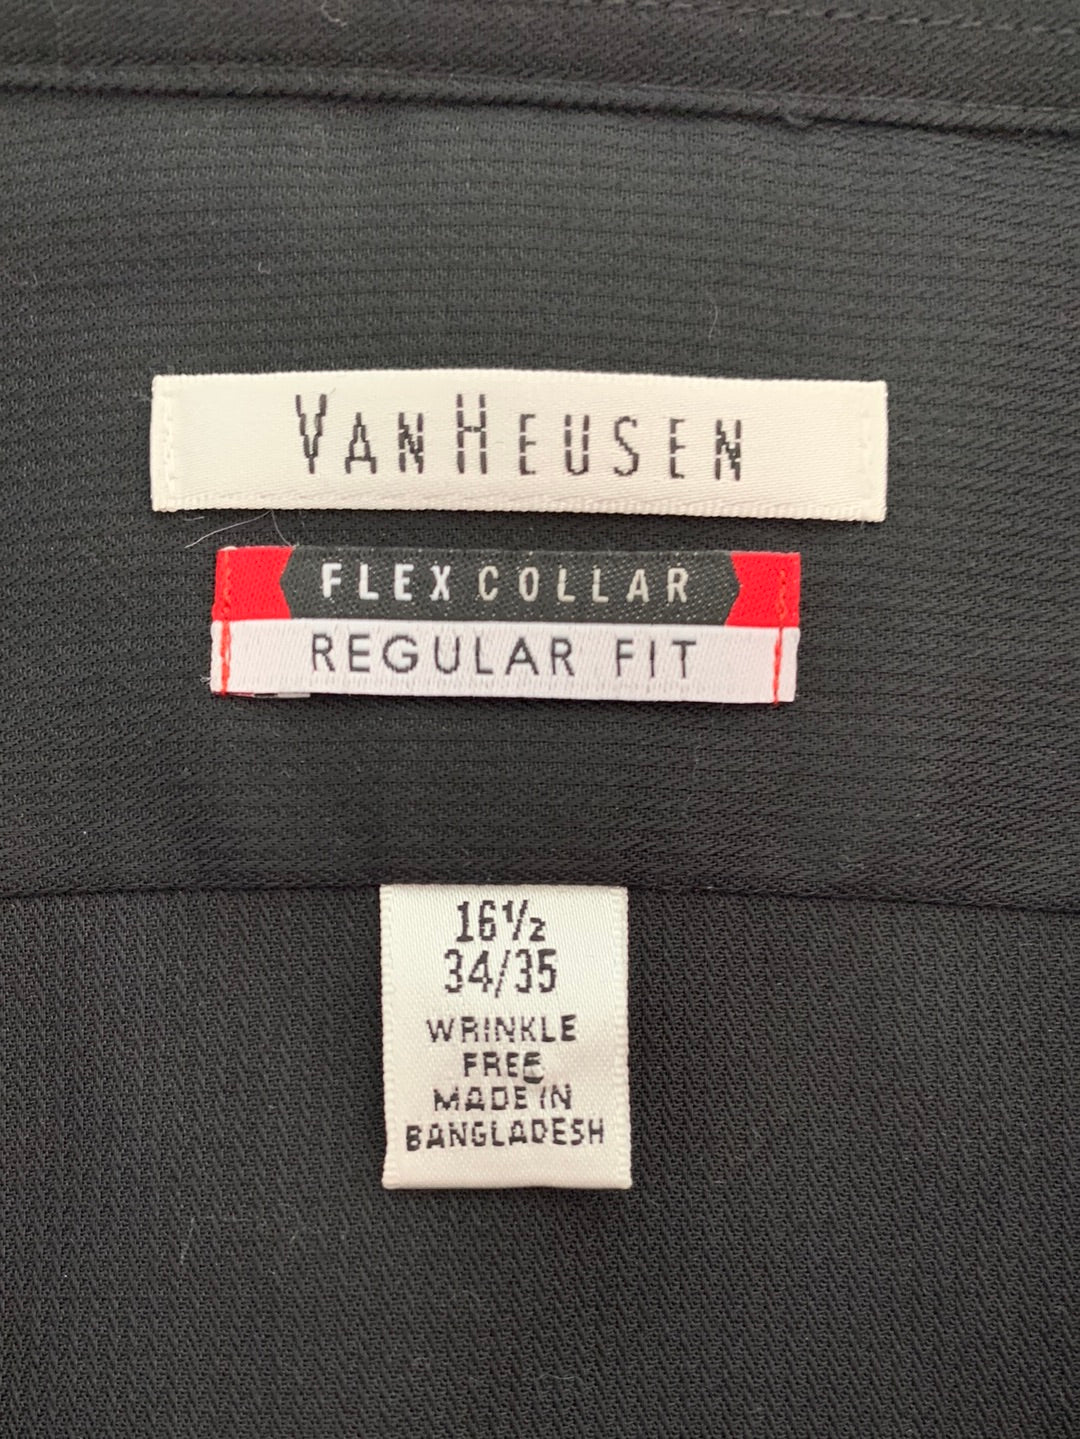 VANHEUSEN
FLEX COLLAR
REGULAR FIT
16½
34/35
WRINKLE
FREE
MADE IN
BANGLADESH